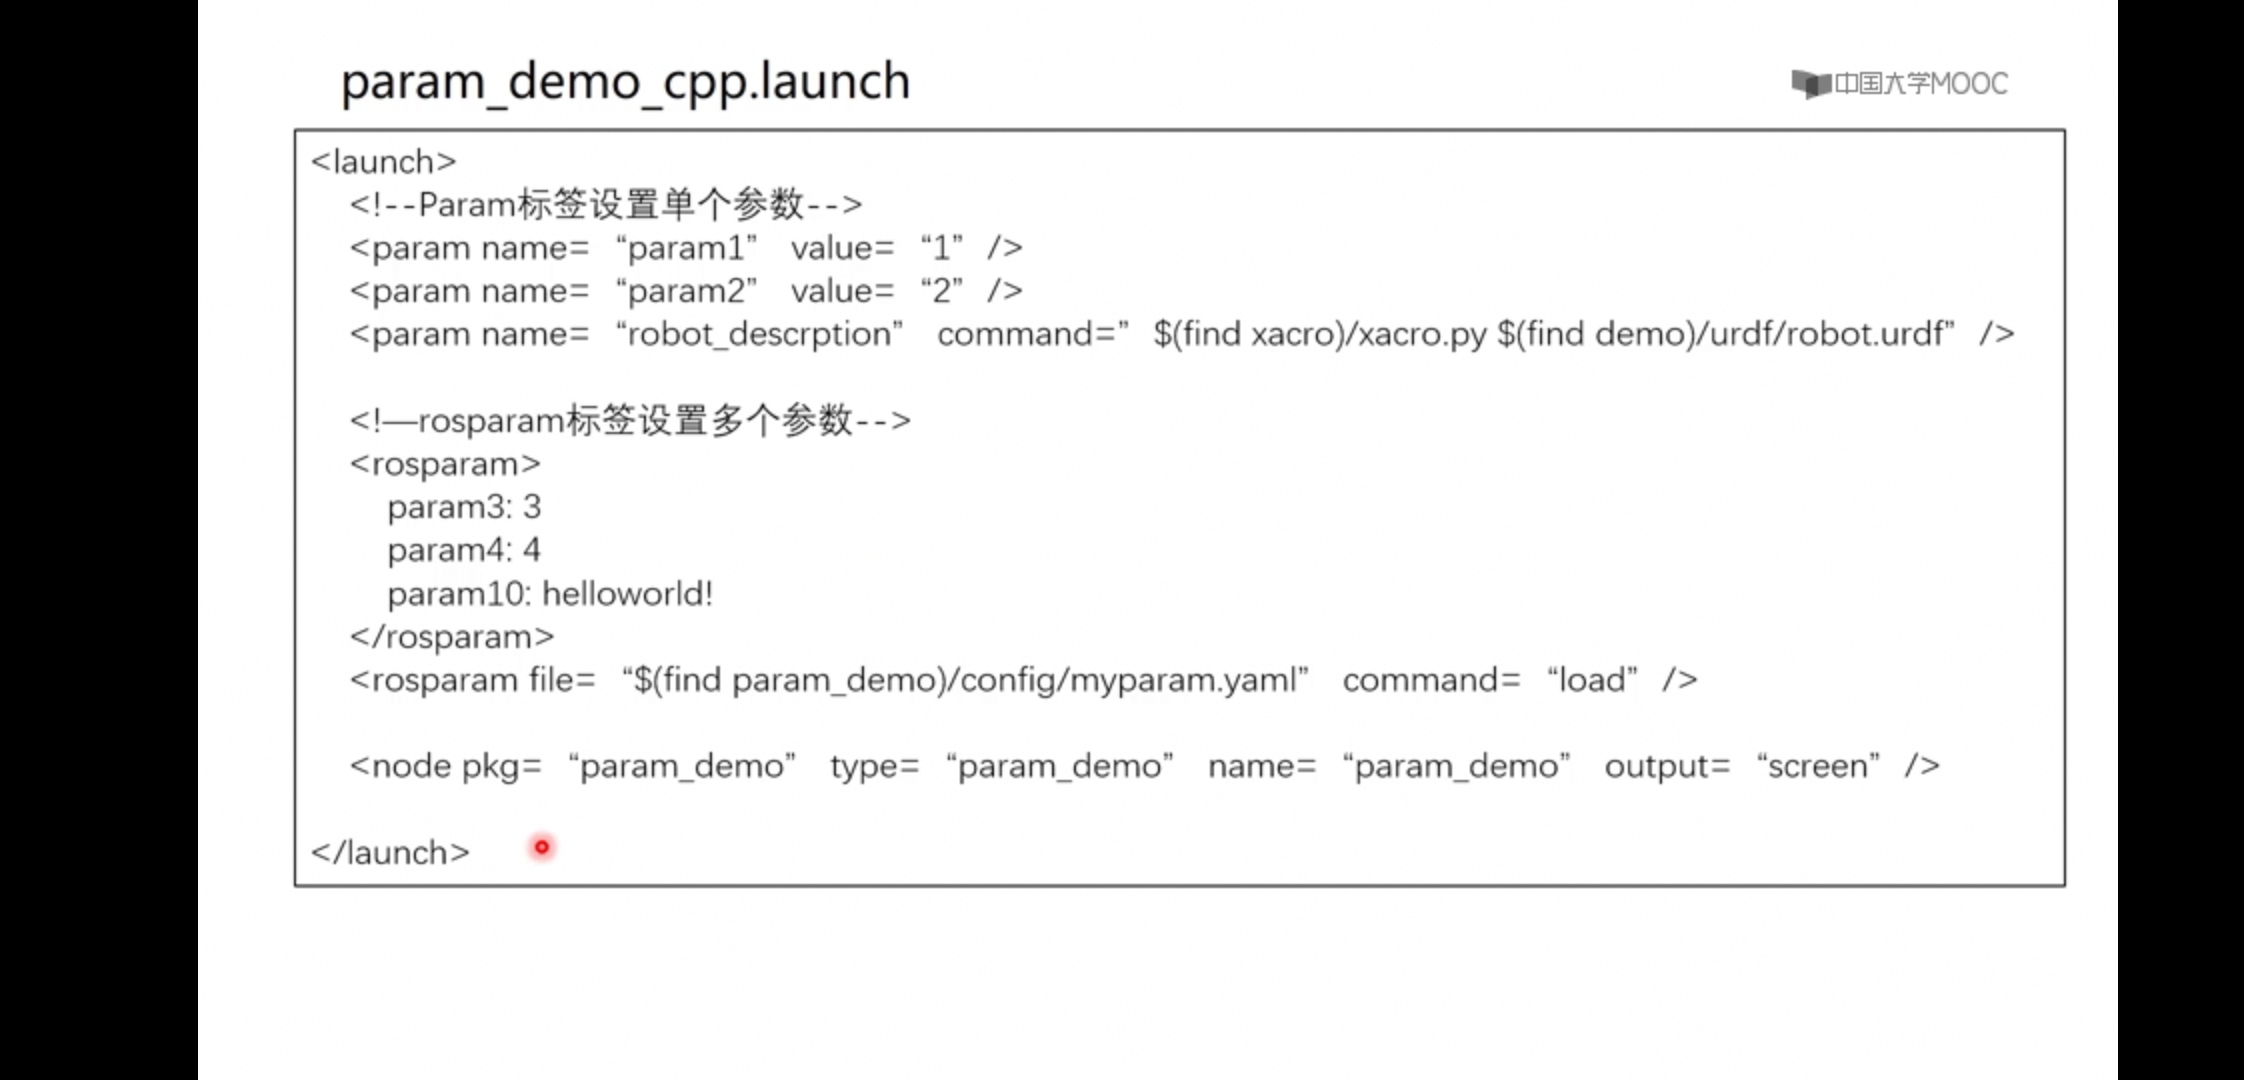 param_demo_cpp.launch
中国大学MOOC
<launch>
<!--Param标签设置单个参数-->
<param name= “param1” value= “1” />
<param name= “param2” value= “2” />
<param name= “robot_descrption” command=” $(find xacro)/xacro.py $(find demo)/urdf/robot.urdf” />
<!—rosparam标签设置多个参数-->
<rosparam>
param3: 3
param4: 4
param10: helloworld!
</rosparam>
<rosparam file= “$(find param_demo)/config/myparam.yaml” command= “load” />
<node pkg= “param_demo” type= “param_demo” name= “param_demo” output= “screen” />
</launch>